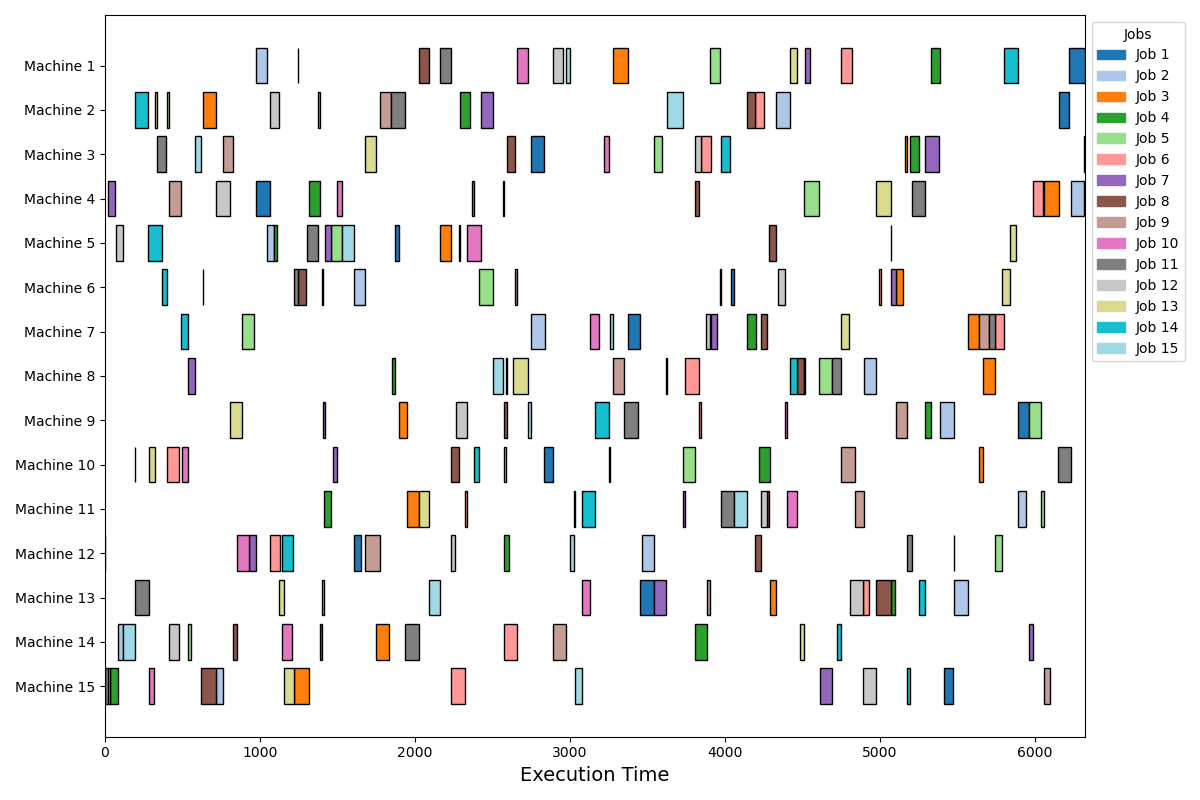 Machine 1
Machine 2
Machine 3
Machine 4
Machine 5
Machine 6
Machine 7
Machine 8
Machine 9
Machine 10
Machine 11
Machine 12
Machine 13
Machine 14
Machine 15
0 1000 2000 3000 4000 5000 6000
Execution Time
Jobs
Job 1
Job 2
Job 3
Job 4
Job 5
Job 6
Job 7
Job 8
Job 9
Job 10
Job 11
Job 12
Job 13
Job 14
Job 15